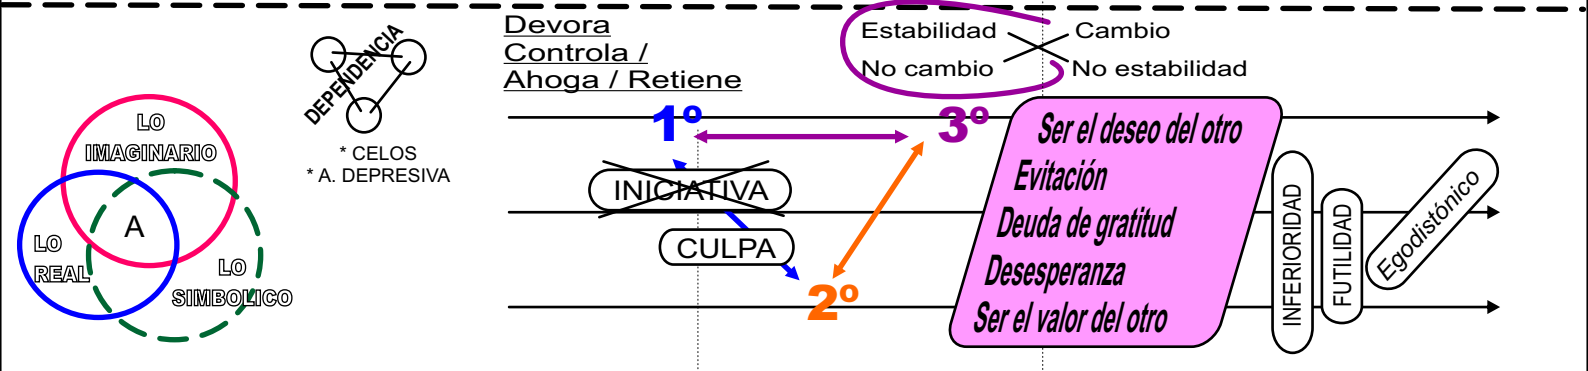 LO
IMAGINARIO
LO
REAL
A
LO
SIMBOLICO
DEPENDENCIA
* CELOS
* A. DEPRESIVA
Devora
Controla /
Ahoga / Retiene
1º
INICIATIVA
CULPA
2º
3º
Estabilidad
Cambio
No cambio
No estabilidad
Ser el deseo del otro
Evitación
Deuda de gratitud
Desesperanza
Ser el valor del otro
INFERIORIDAD
FUTILIDAD
Egodistónico